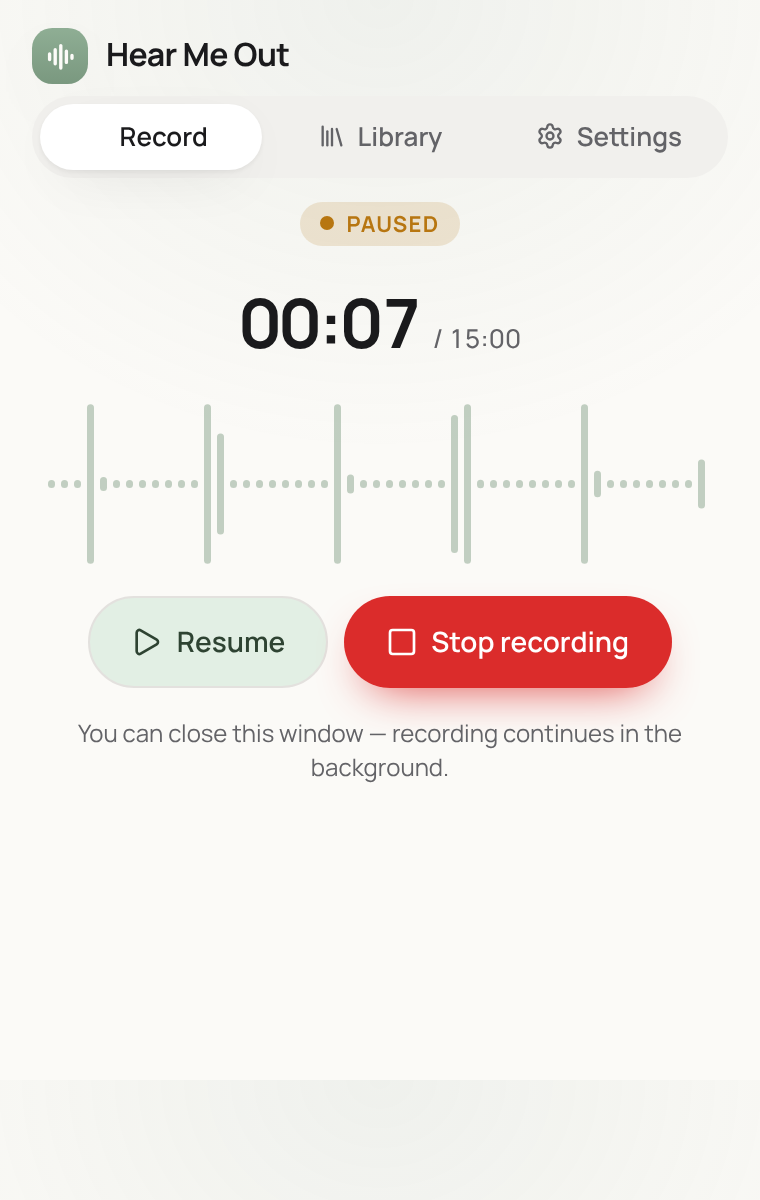 Hear Me Out
Record
Library
Settings
PAUSED
00:07 / 15:00
Resume
Stop recording
You can close this window — recording continues in the
background.